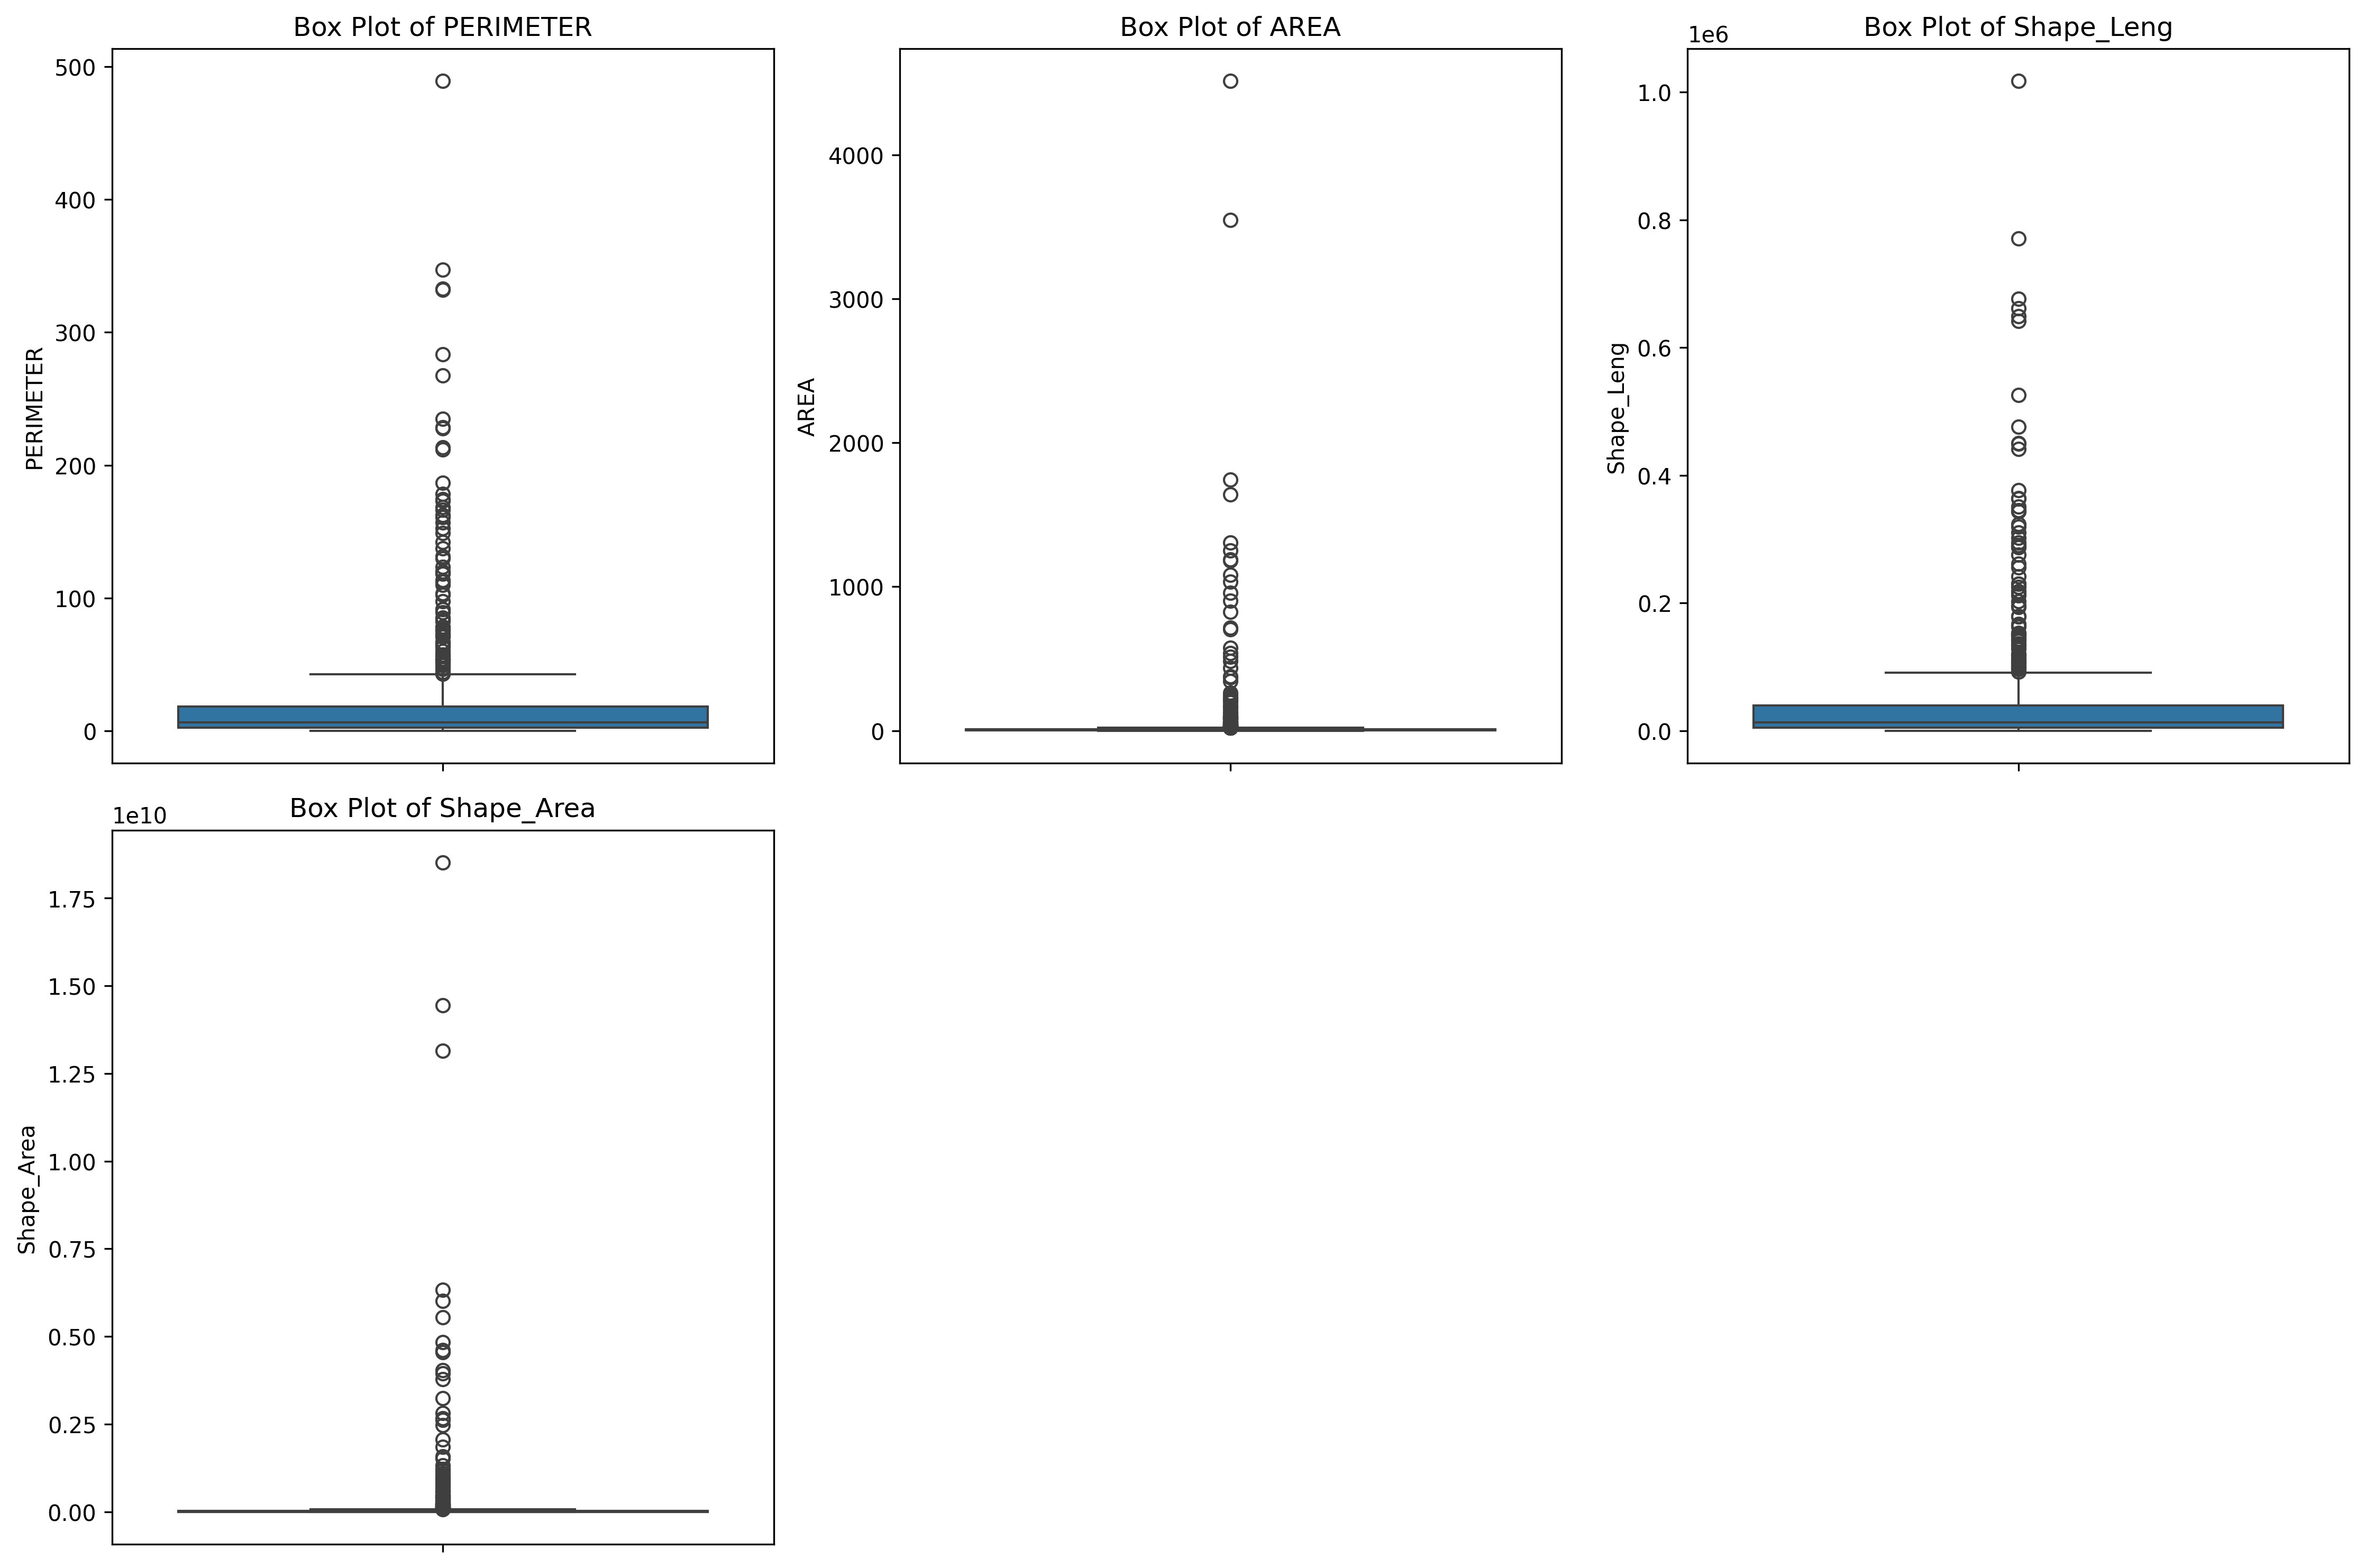 Box Plot of PERIMETER
500
400
300
200
100
0
PERIMETER
Box Plot of AREA
4000
3000
2000
1000
0
AREA
Box Plot of Shape_Leng
1e6
1.0
0.8
0.6
0.4
0.2
0.0
Shape_Leng
Box Plot of Shape_Area
1e10
1.75
1.50
1.25
1.00
0.75
0.50
0.25
0.00
Shape_Area